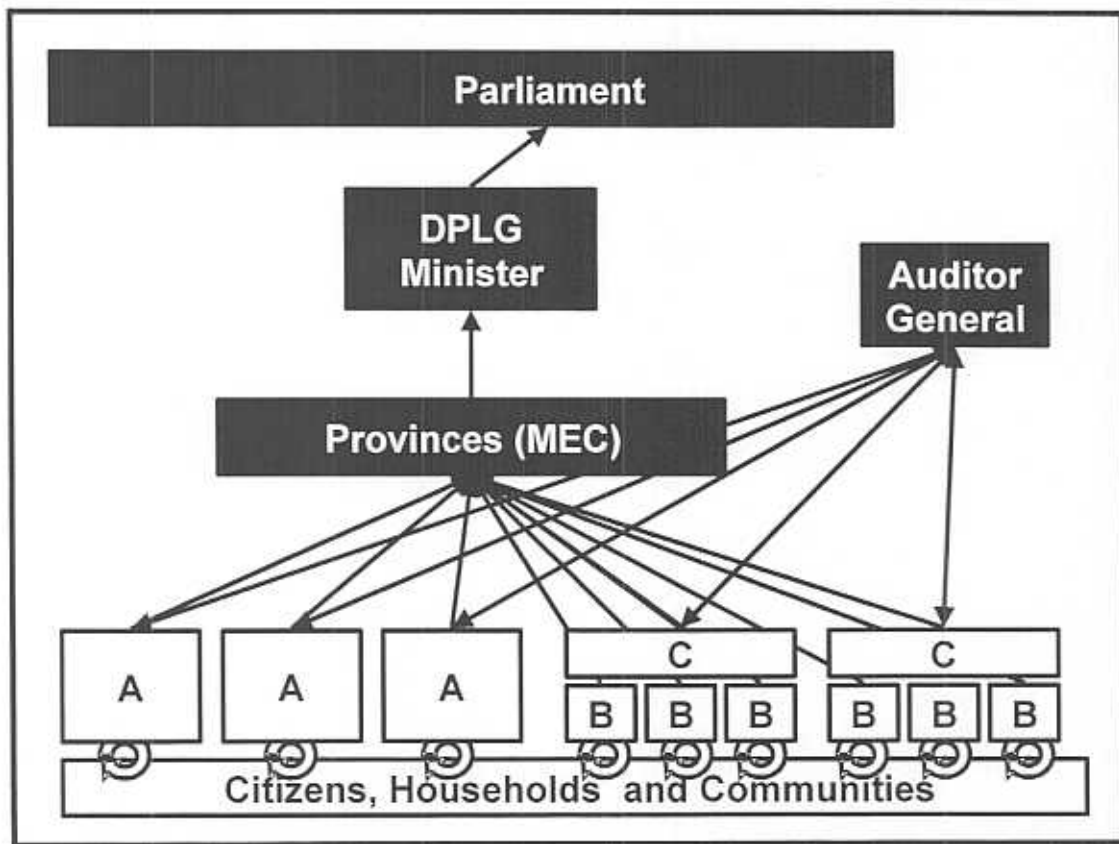 Parliament
DPLG
Minister
Auditor
General
Provinces (MEC)
A
A
A
C
C
B
B
B
B
B
B
Citizens, Households and Communities